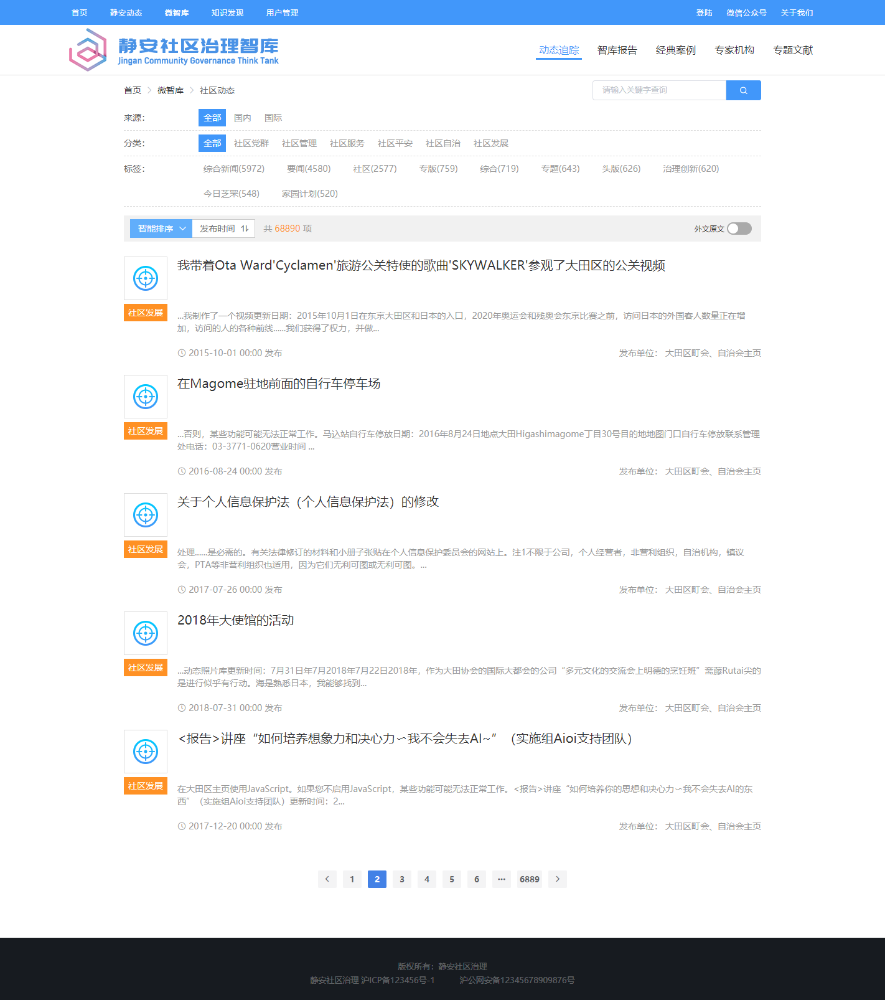 首页 静安动态 微智库 知识发现 用户管理 登陆 微信公众号 关于我们
静安社区治理智库
Jingan Community Governance Think Tank
动态追踪 智库报告 经典案例 专家机构 专题文献
首页 > 微智库 > 社区动态 请输入关键字查询
来源： 全部 国内 国际
分类： 全部 社区党群 社区管理 社区服务 社区平安 社区自治 社区发展
标签： 综合新闻(5972) 要闻(4580) 社区(2577) 专版(759) 综合(719) 专题(643) 头版(626) 治理创新(620)
今日芝罘(548) 家园计划(520)
智能排序 发布时间 共 68890 项 外文原文
我带着Ota Ward'Cyclamen'旅游公关特使的歌曲'SKYWALKER'参观了大田区的公关视频
社区发展
...我制作了一个视频更新日期：2015年10月1日在东京大田区和日本的入口，2020年奥运会和残奥会东京比赛之前，访问日本的外国客人数量正在增
加，访问的人的各种前线......我们获得了权力，并做...
2015-10-01 00:00 发布 发布单位： 大田区町会、自治会主页
在Magome驻地前面的自行车停车场
社区发展
...否则，某些功能可能无法正常工作。马込站自行车停放日期：2016年8月24日地点大田Higashimagome丁目30号目的地地图门口自行车停放联系管理
处电话：03-3771-0620营业时间 ...
2016-08-24 00:00 发布 发布单位： 大田区町会、自治会主页
关于个人信息保护法（个人信息保护法）的修改
社区发展
处理......是必需的。有关法律修订的材料和小册子张贴在个人信息保护委员会的网站上。注1不限于公司，个人经营者，非营利组织，自治机构，镇议
会，PTA等非营利组织也适用，因为它们无利可图或无利可图。...
2017-07-26 00:00 发布 发布单位： 大田区町会、自治会主页
2018年大使馆的活动
社区发展
...动态照片库更新时间：7月31日年7月2018年7月22日2018年，作为大田协会的国际大都会的公司“多元文化的交流会上明德的烹饪班”斋藤Rutai尖的
是进行似乎有行动。海是熟悉日本，我能够找到...
2018-07-31 00:00 发布 发布单位： 大田区町会、自治会主页
<报告>讲座“如何培养想象力和决心力∽我不会失去AI~”（实施组Aioi支持团队）
社区发展
在大田区主页使用JavaScript。如果您不启用JavaScript，某些功能可能无法正常工作。<报告>讲座“如何培养你的思想和决心力∽我不会失去AI的东
西”（实施组Aioi支持团队）更新时间：2...
2017-12-20 00:00 发布 发布单位： 大田区町会、自治会主页
< 1 2 3 4 5 6 ··· 6889 >
版权所有：静安社区治理
静安社区治理 沪ICP备123456号-1 沪公网安备12345678909876号